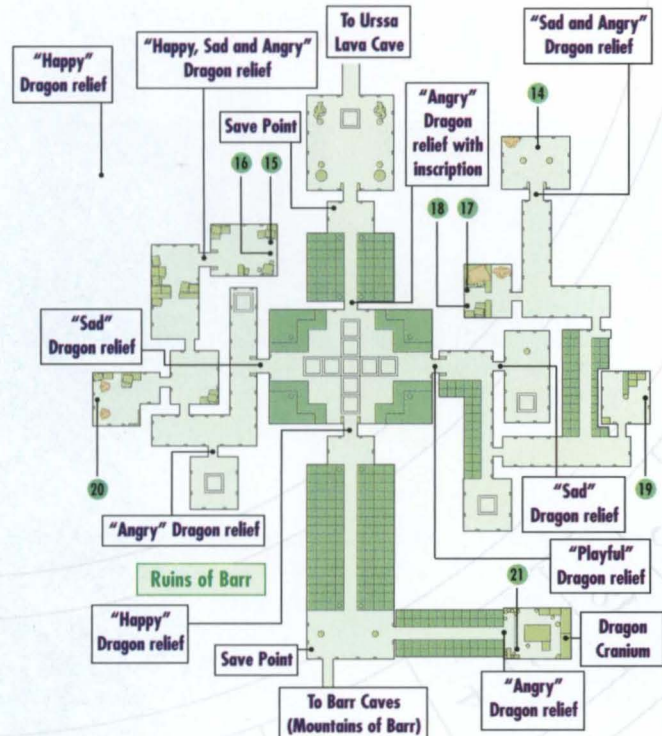 To Urssa
Lava Cave
“Happy, Sad and Angry”
Dragon relief
“Sad and Angry”
Dragon relief
“Happy”
Dragon relief
“Angry”
Dragon
relief with
inscription
Save Point
14
16
15
18
17
“Sad”
Dragon relief
20
19
“Angry” Dragon relief
“Sad”
Dragon relief
Ruins of Barr
“Playful”
Dragon relief
21
“Happy”
Dragon relief
Dragon
Cranium
Save Point
“Angry”
Dragon relief
To Barr Caves
(Mountains of Barr)